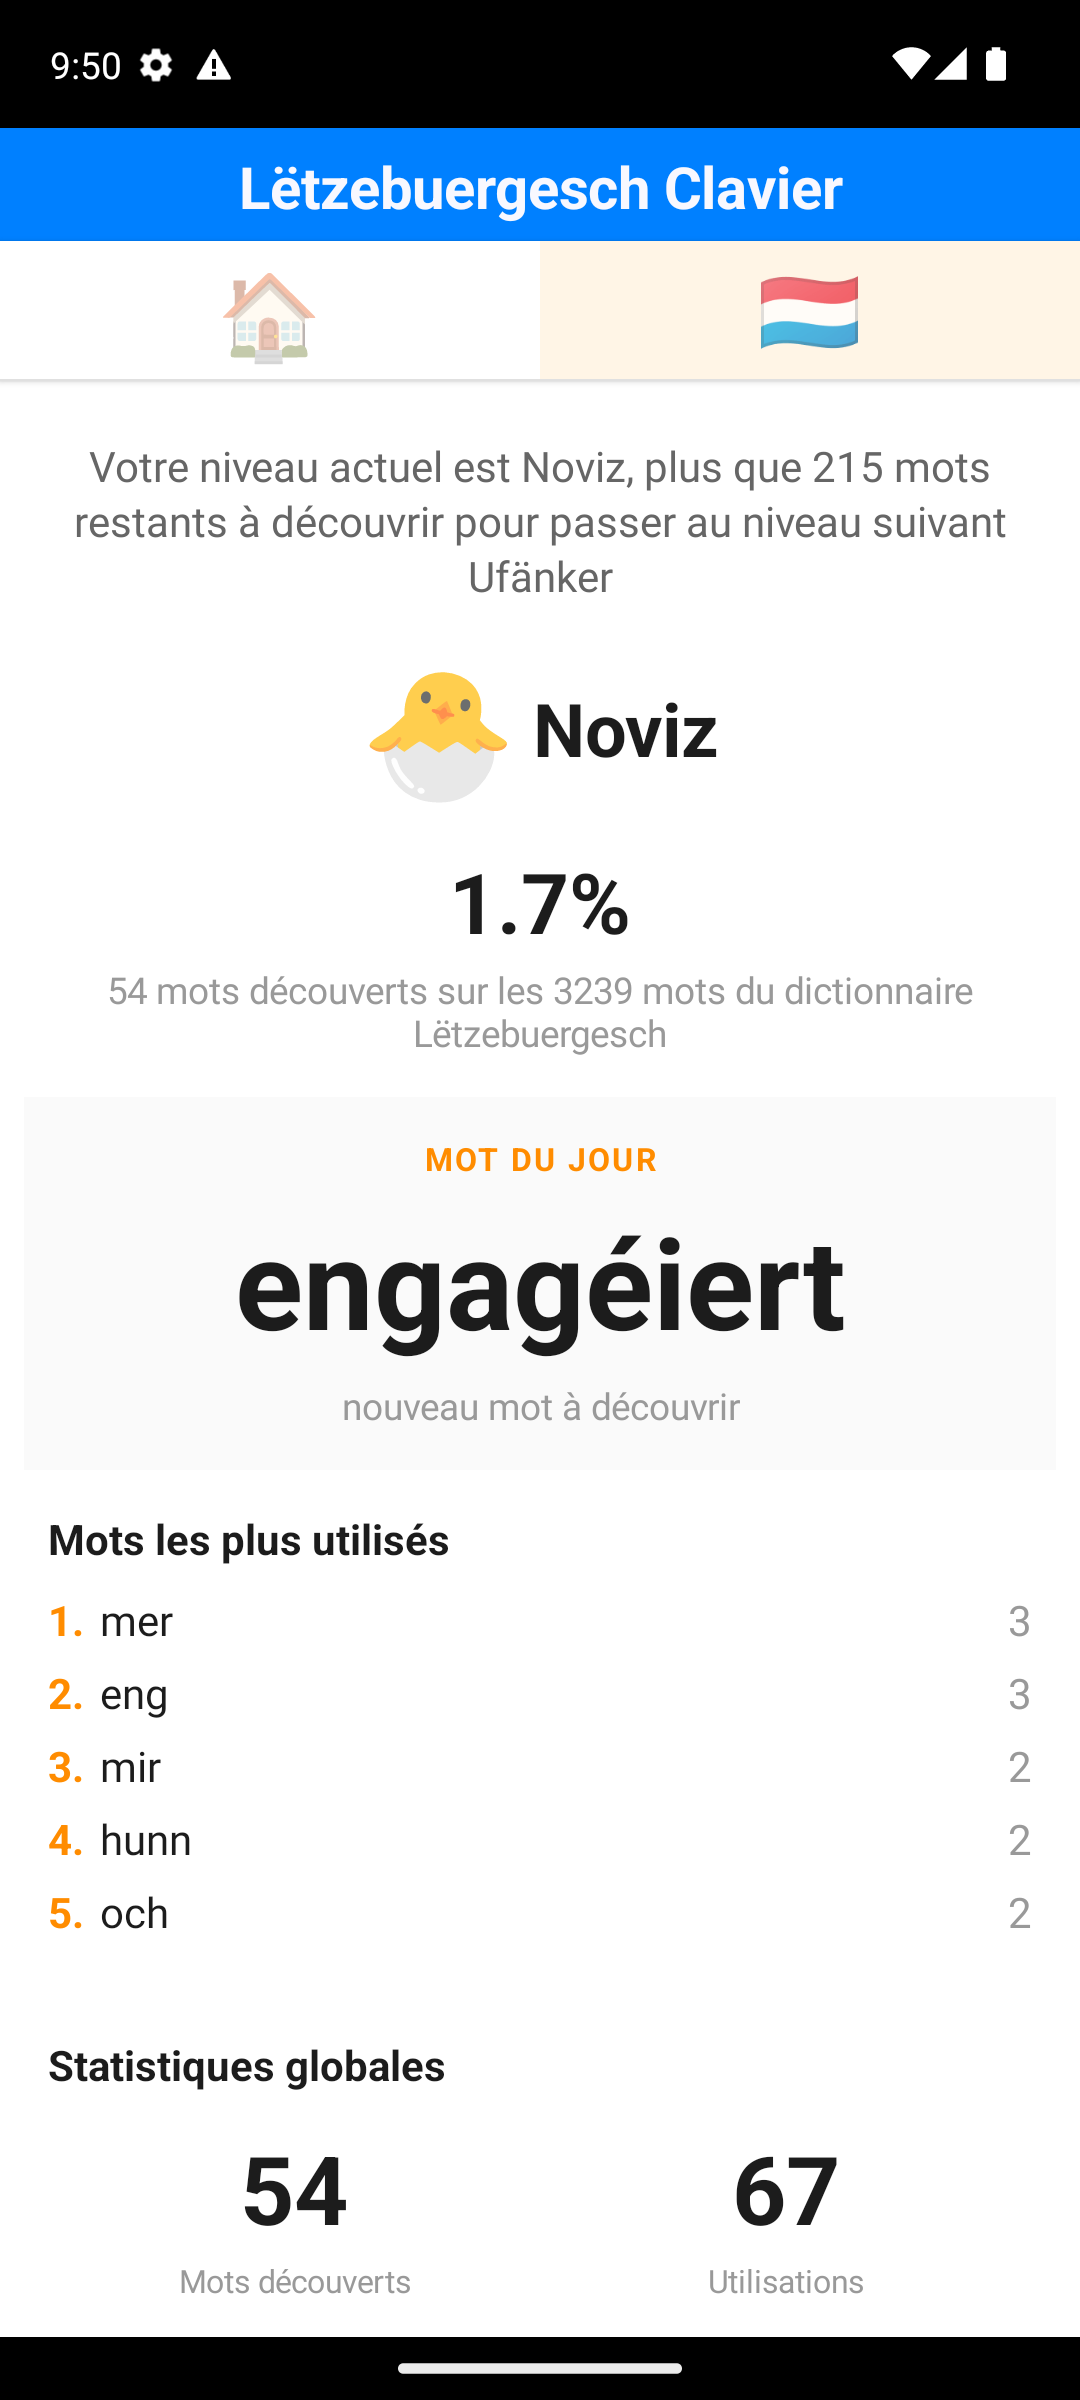 9:50
Lëtzebuergesch Clavier
Votre niveau actuel est Noviz, plus que 215 mots
restants à découvrir pour passer au niveau suivant
Ufänker
Noviz
1.7%
54 mots découverts sur les 3239 mots du dictionnaire
Lëtzebuergesch
MOT DU JOUR
engagéiert
nouveau mot à découvrir
Mots les plus utilisés
1. mer 3
2. eng 3
3. mir 2
4. hunn 2
5. och 2
Statistiques globales
54 67
Mots découverts Utilisations